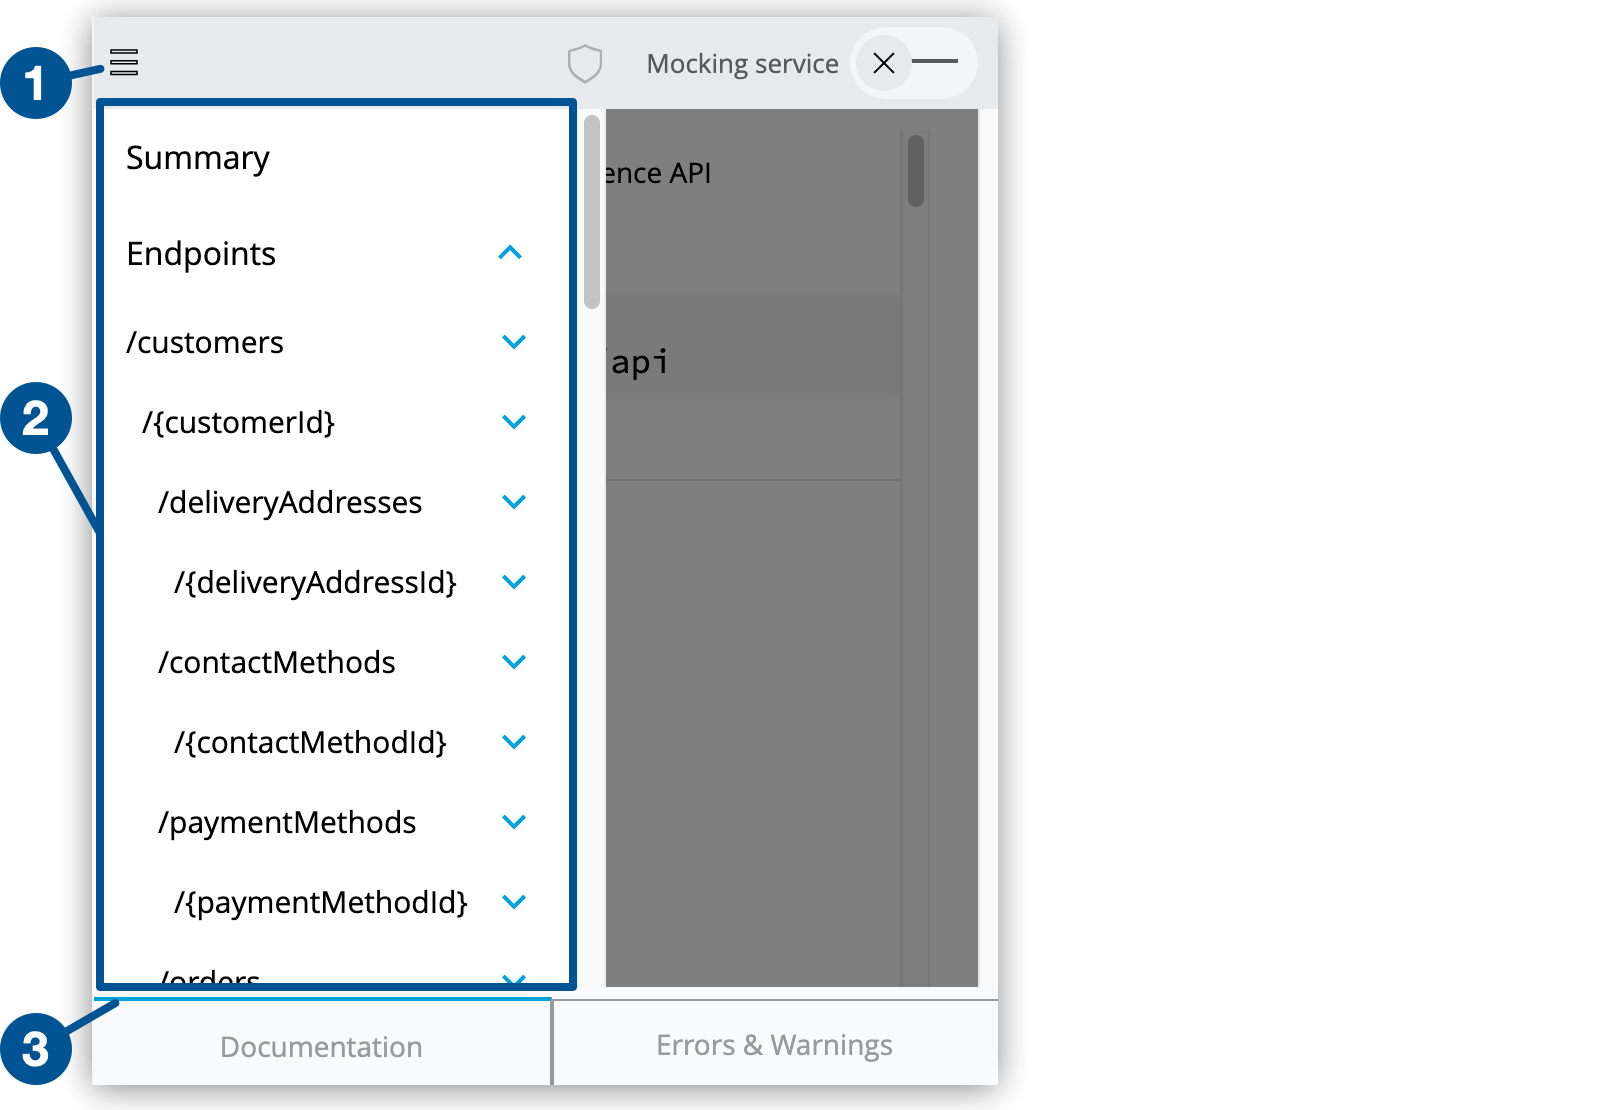 1
Mocking service
Summary
ence API
Endpoints
/customers
/api
/{customerId}
2
/deliveryAddresses
/{deliveryAddressId}
/contactMethods
/{contactMethodId}
/paymentMethods
/{paymentMethodId}
/orders
3
Documentation
Errors & Warnings